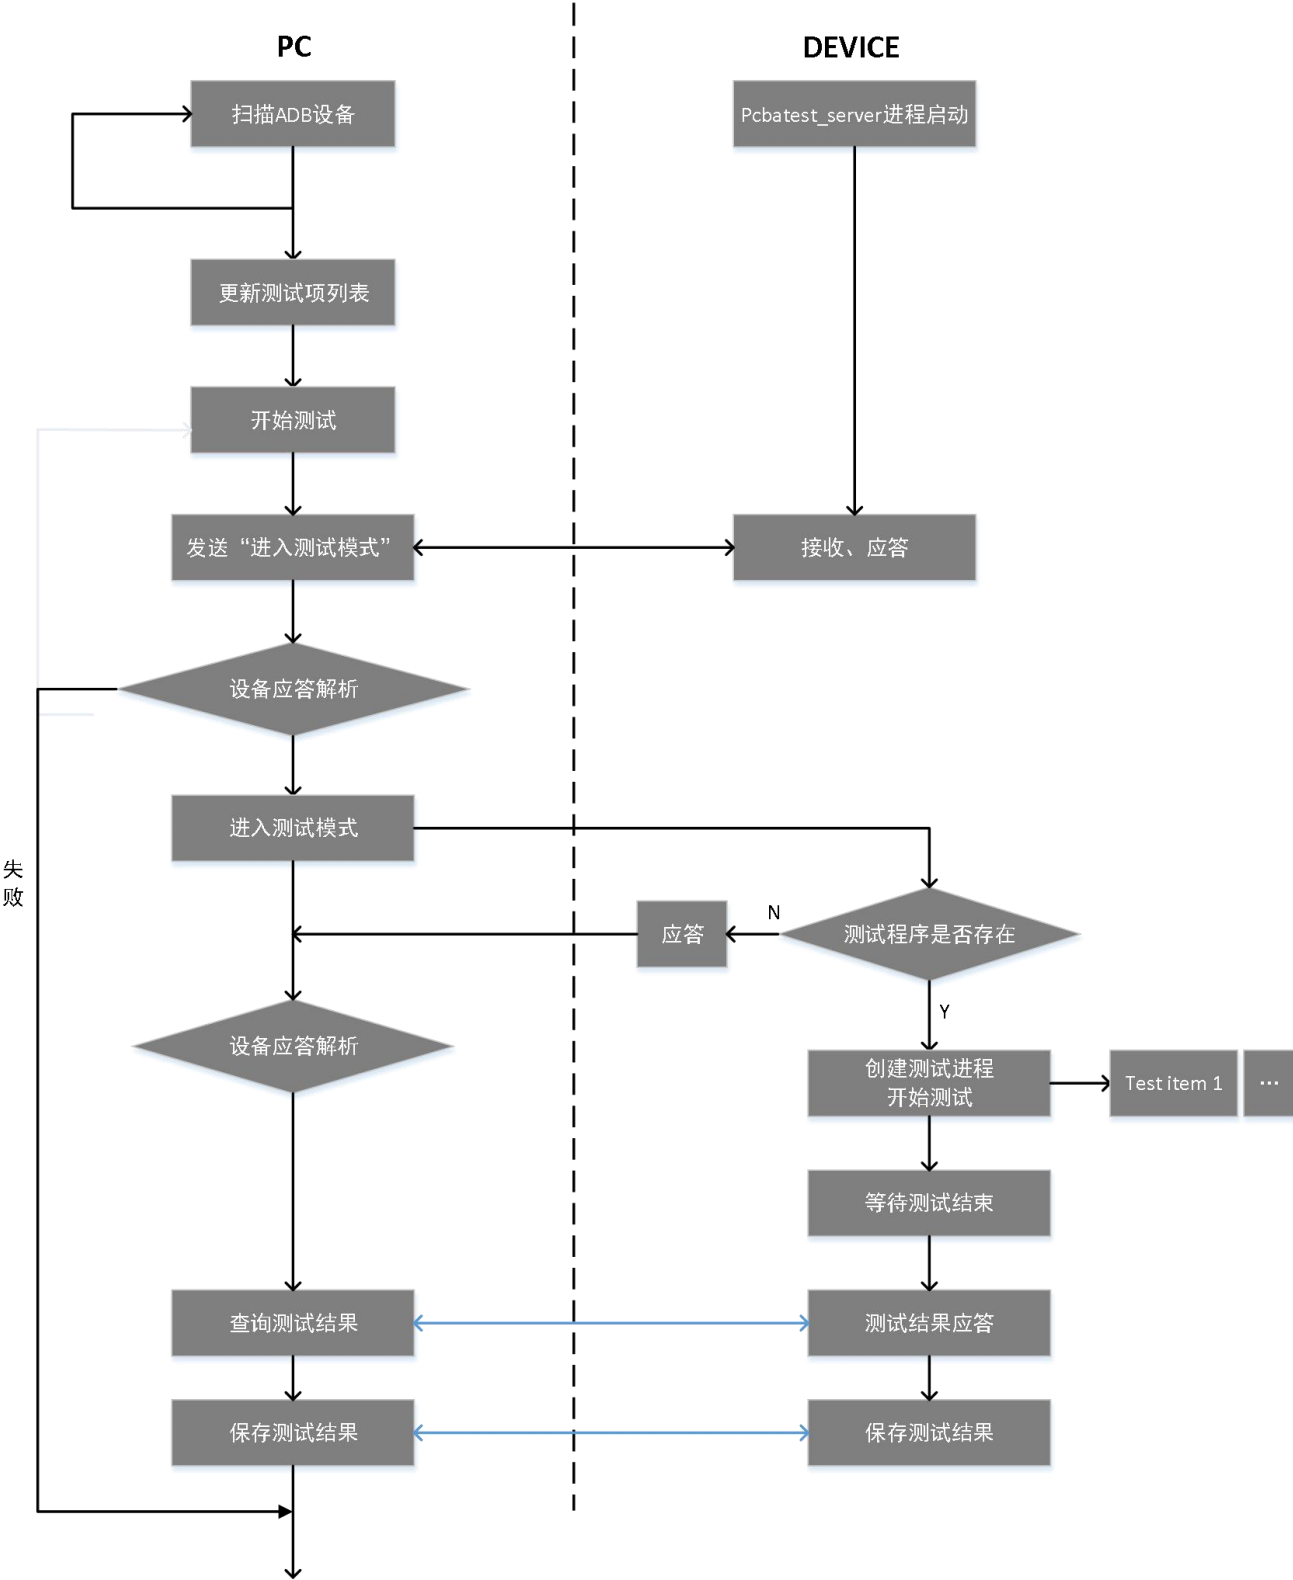 PC
DEVICE
扫描ADB设备
Pcbatest_server进程启动
更新测试项列表
开始测试
发送“进入测试模式”
接收、应答
设备应答解析
进入测试模式
失
败
N
应答
测试程序是否存在
Y
设备应答解析
创建测试进程
开始测试
Test item 1
…
等待测试结束
查询测试结果
测试结果应答
保存测试结果
保存测试结果